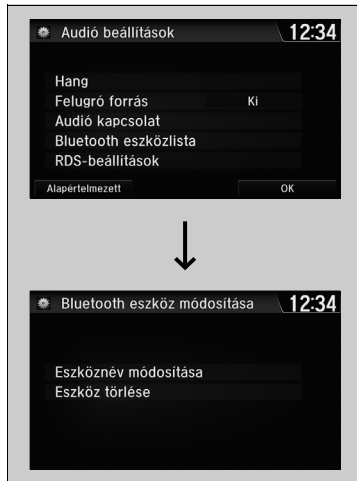 Audió beállítások 12:34
Hang
Felugró forrás Ki
Audió kapcsolat
Bluetooth eszközlista
RDS-beállítások
Alapértelmezett OK
Bluetooth eszköz módosítása 12:34
Eszköznév módosítása
Eszköz törlése